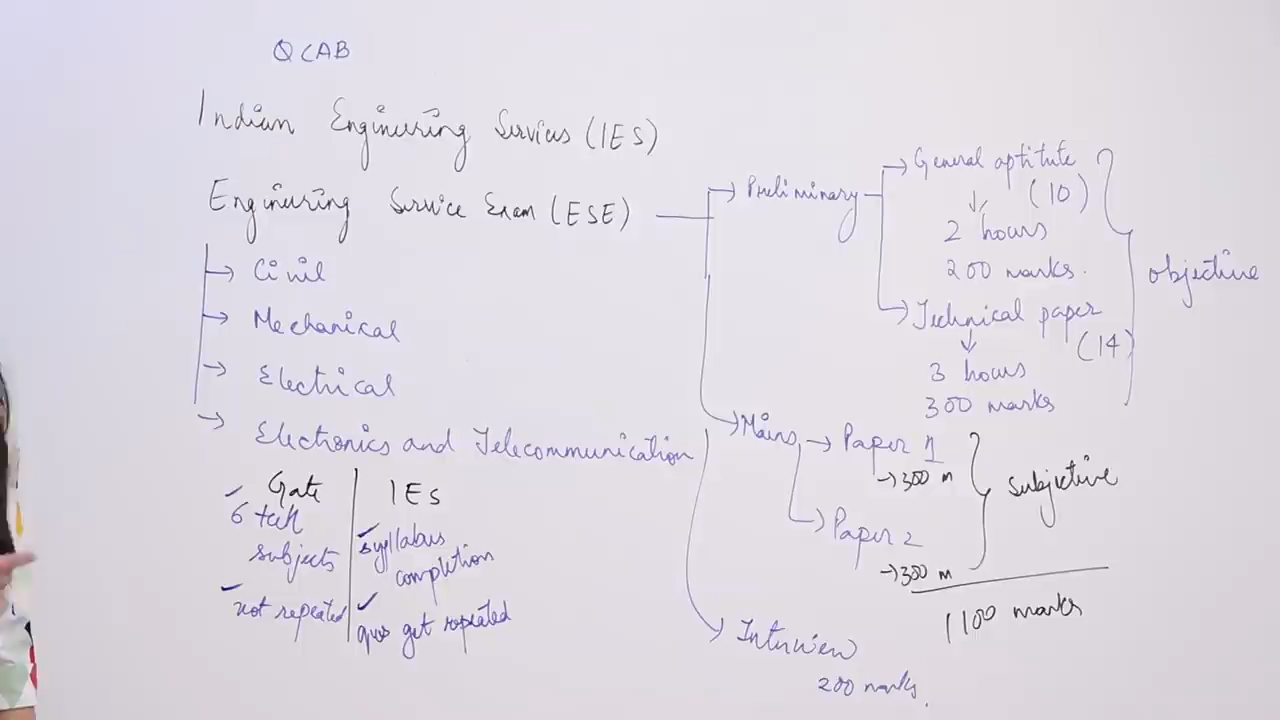 QCAB
Indian Engineering Services (IES)
Engineering Service Exam (ESE)
Civil
Mechanical
Electrical
Electronics and Telecommunication
Gate
6 tech
subjects
not repeated
IES
syllabus
completion
ques get repeated
Preliminary
General aptitute
(10)
2 hours
200 marks.
Technical paper
(14)
3 hours
300 marks
objective
Mains
Paper 1
300 m
Paper 2
300 m
subjective
1100 marks
Interview
200 marks.